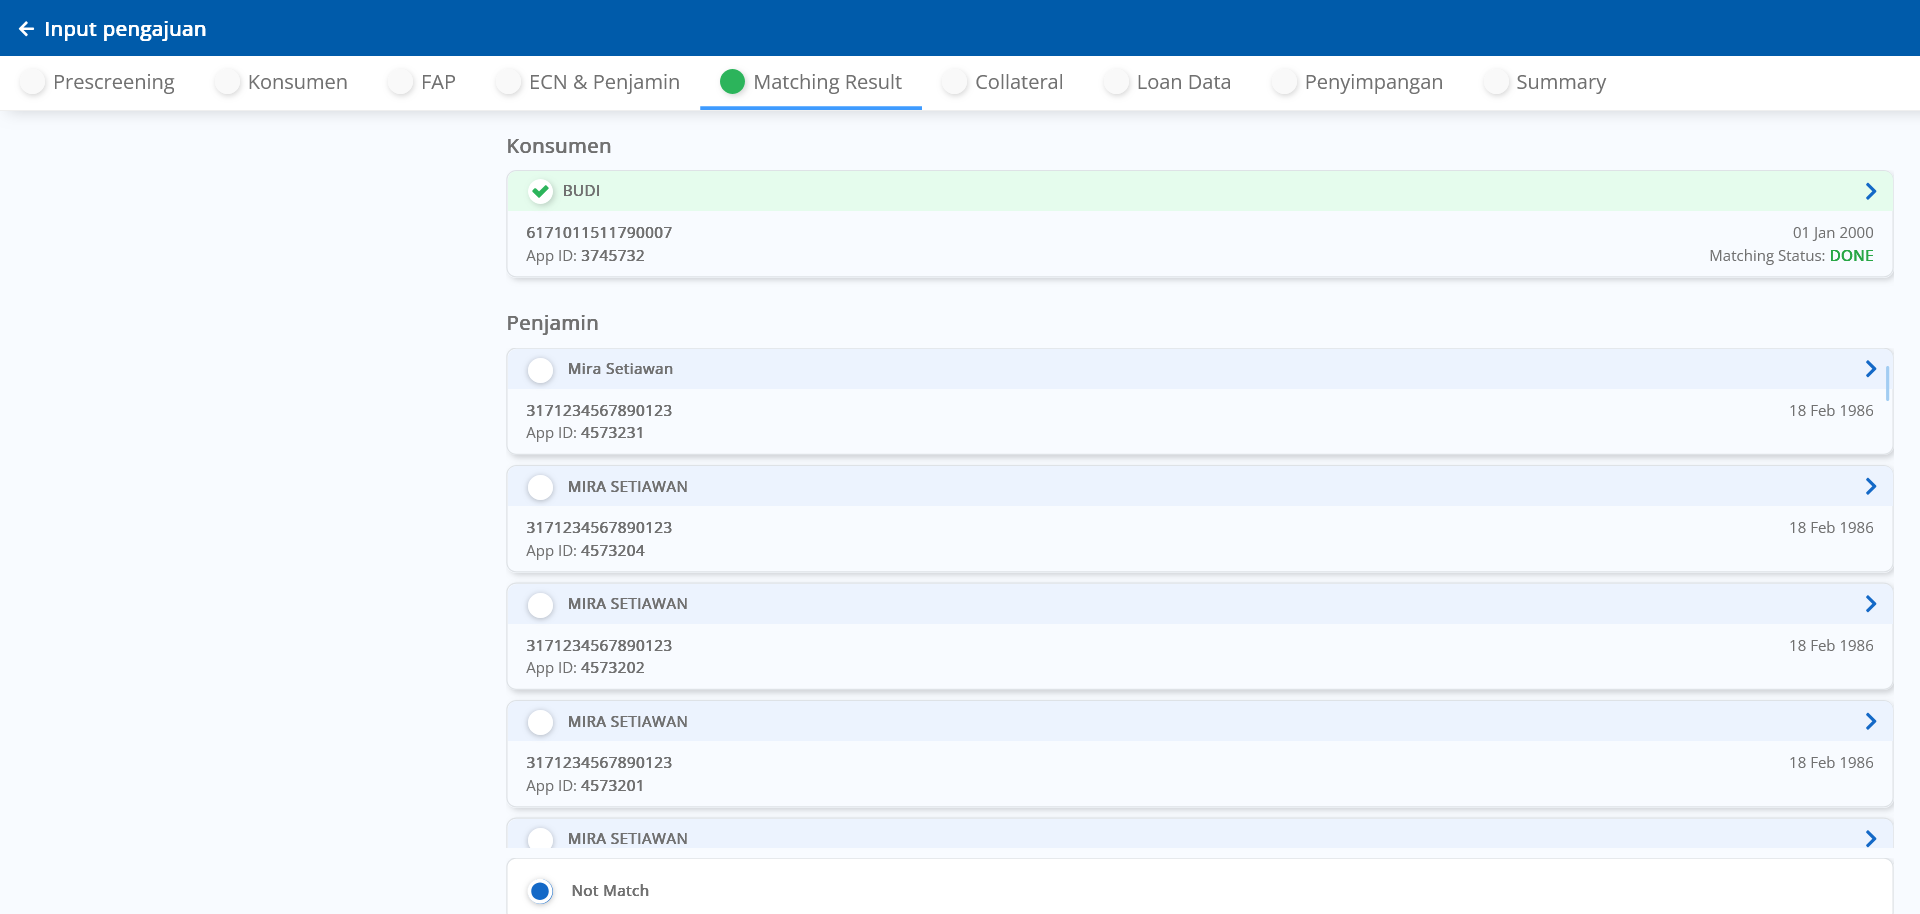 Input pengajuan
Prescreening
Konsumen
FAP
ECN & Penjamin
Matching Result
Collateral
Loan Data
Penyimpangan
Summary
Konsumen
BUDI
6171011511790007
01 Jan 2000
App ID: 3745732
Matching Status: DONE
Penjamin
Mira Setiawan
3171234567890123
18 Feb 1986
App ID: 4573231
MIRA SETIAWAN
3171234567890123
18 Feb 1986
App ID: 4573204
MIRA SETIAWAN
3171234567890123
18 Feb 1986
App ID: 4573202
MIRA SETIAWAN
3171234567890123
18 Feb 1986
App ID: 4573201
MIRA SETIAWAN
Not Match